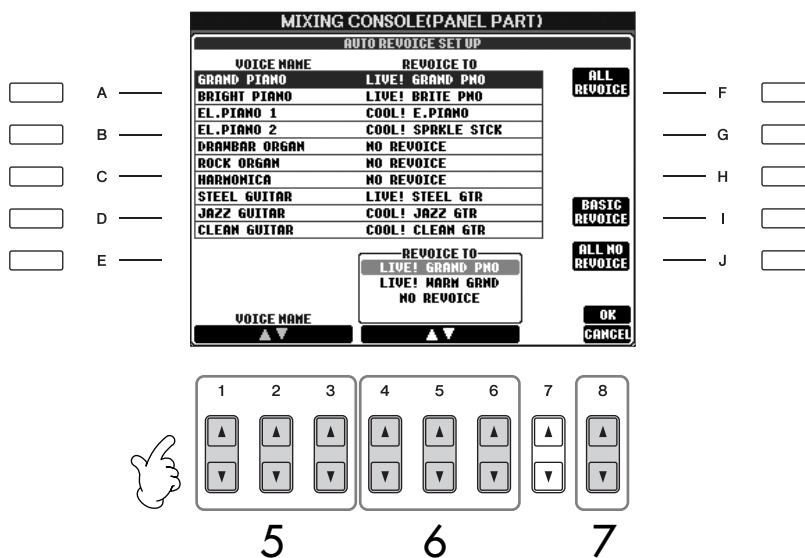 MIXING CONSOLE(PANEL PART)
AUTO REVOICE SET UP
VOICE NAME REVOICE TO
GRAND PIANO LIVE! GRAND PNO
BRIGHT PIANO LIVE! BRITE PNO
EL.PIANO 1 COOL! E.PIANO
EL.PIANO 2 COOL! SPRKLE STCK
DRAWBAR ORGAN NO REVOICE
ROCK ORGAN NO REVOICE
HARMONICA NO REVOICE
STEEL GUITAR LIVE! STEEL GTR
JAZZ GUITAR COOL! JAZZ GTR
CLEAN GUITAR COOL! CLEAN GTR
ALL
REVOICE
BASIC
REVOICE
ALL NO
REVOICE
REVOICE TO
LIVE! GRAND PNO
LIVE! WARM GRND
NO REVOICE
VOICE NAME
OK
CANCEL
A
B
C
D
E
F
G
H
I
J
1 2 3 4 5 6 7 8
5 6 7